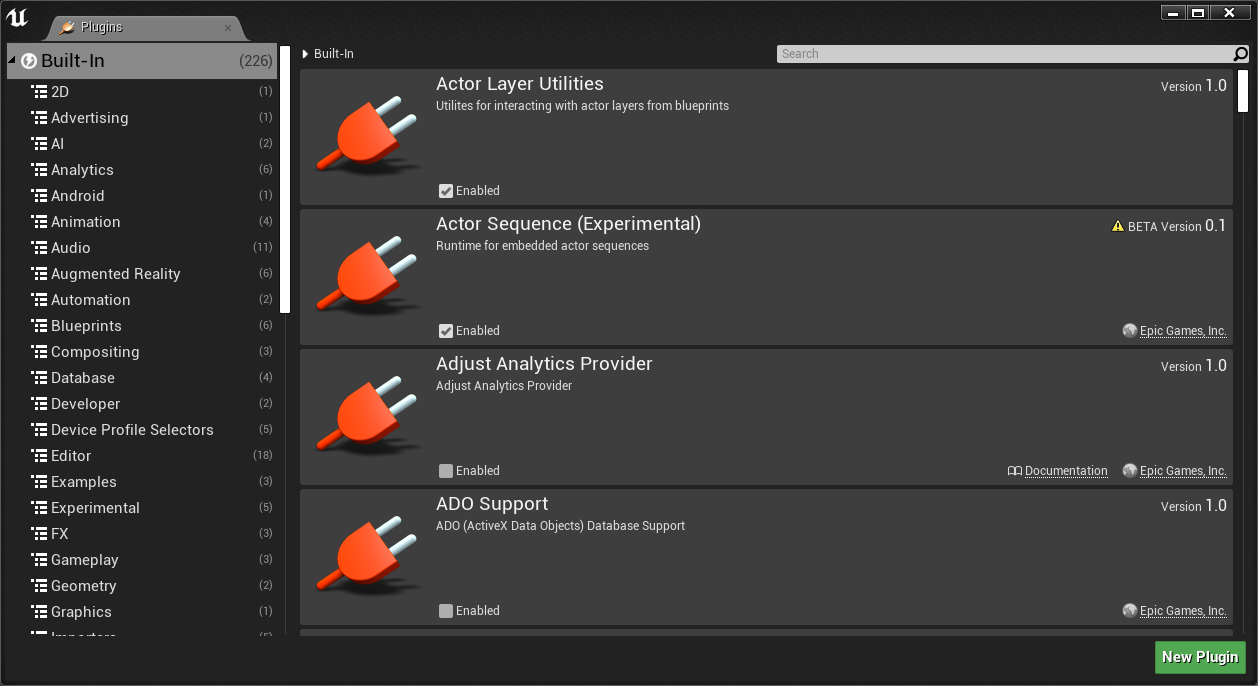 Plugins
Built-In (226)
2D (1)
Advertising (1)
AI (2)
Analytics (6)
Android (1)
Animation (4)
Audio (11)
Augmented Reality (6)
Automation (2)
Blueprints (6)
Compositing (3)
Database (4)
Developer (2)
Device Profile Selectors (5)
Editor (18)
Examples (3)
Experimental (5)
FX (3)
Gameplay (3)
Geometry (2)
Graphics (1)
Built-In
Search
Actor Layer Utilities
Version 1.0
Utilites for interacting with actor layers from blueprints
Enabled
Actor Sequence (Experimental)
BETA Version 0.1
Runtime for embedded actor sequences
Enabled
Epic Games, Inc.
Adjust Analytics Provider
Version 1.0
Adjust Analytics Provider
Enabled
Documentation
Epic Games, Inc.
ADO Support
Version 1.0
ADO (ActiveX Data Objects) Database Support
Enabled
Epic Games, Inc.
New Plugin